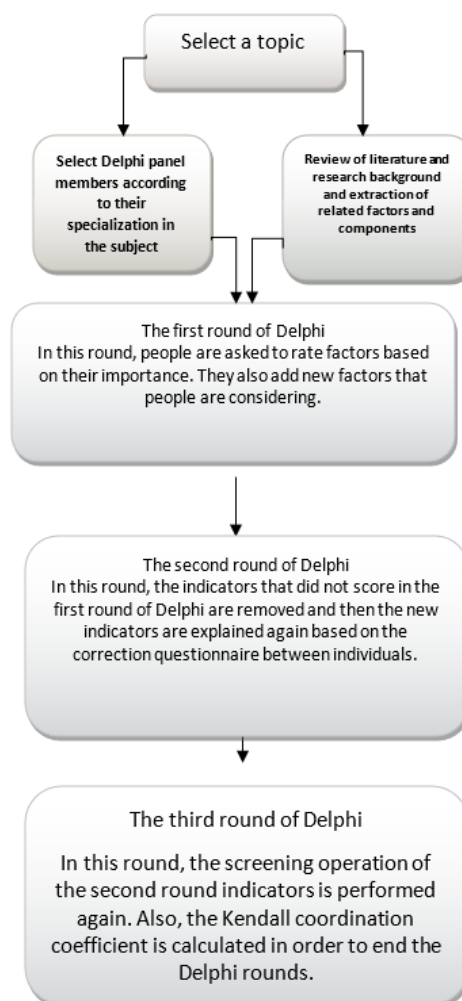 Select a topic
Select Delphi panel
members according
to their
specialization in
the subject
Review of literature and
research background
and extraction of
related factors and
components
The first round of Delphi
In this round, people are asked to rate factors based
on their importance. They also add new factors that
people are considering.
The second round of Delphi
In this round, the indicators that did not score in the
first round of Delphi are removed and then the new
indicators are explained again based on the
correction questionnaire between individuals.
The third round of Delphi
In this round, the screening operation of
the second round indicators is performed
again. Also, the Kendall coordination
coefficient is calculated in order to end the
Delphi rounds.